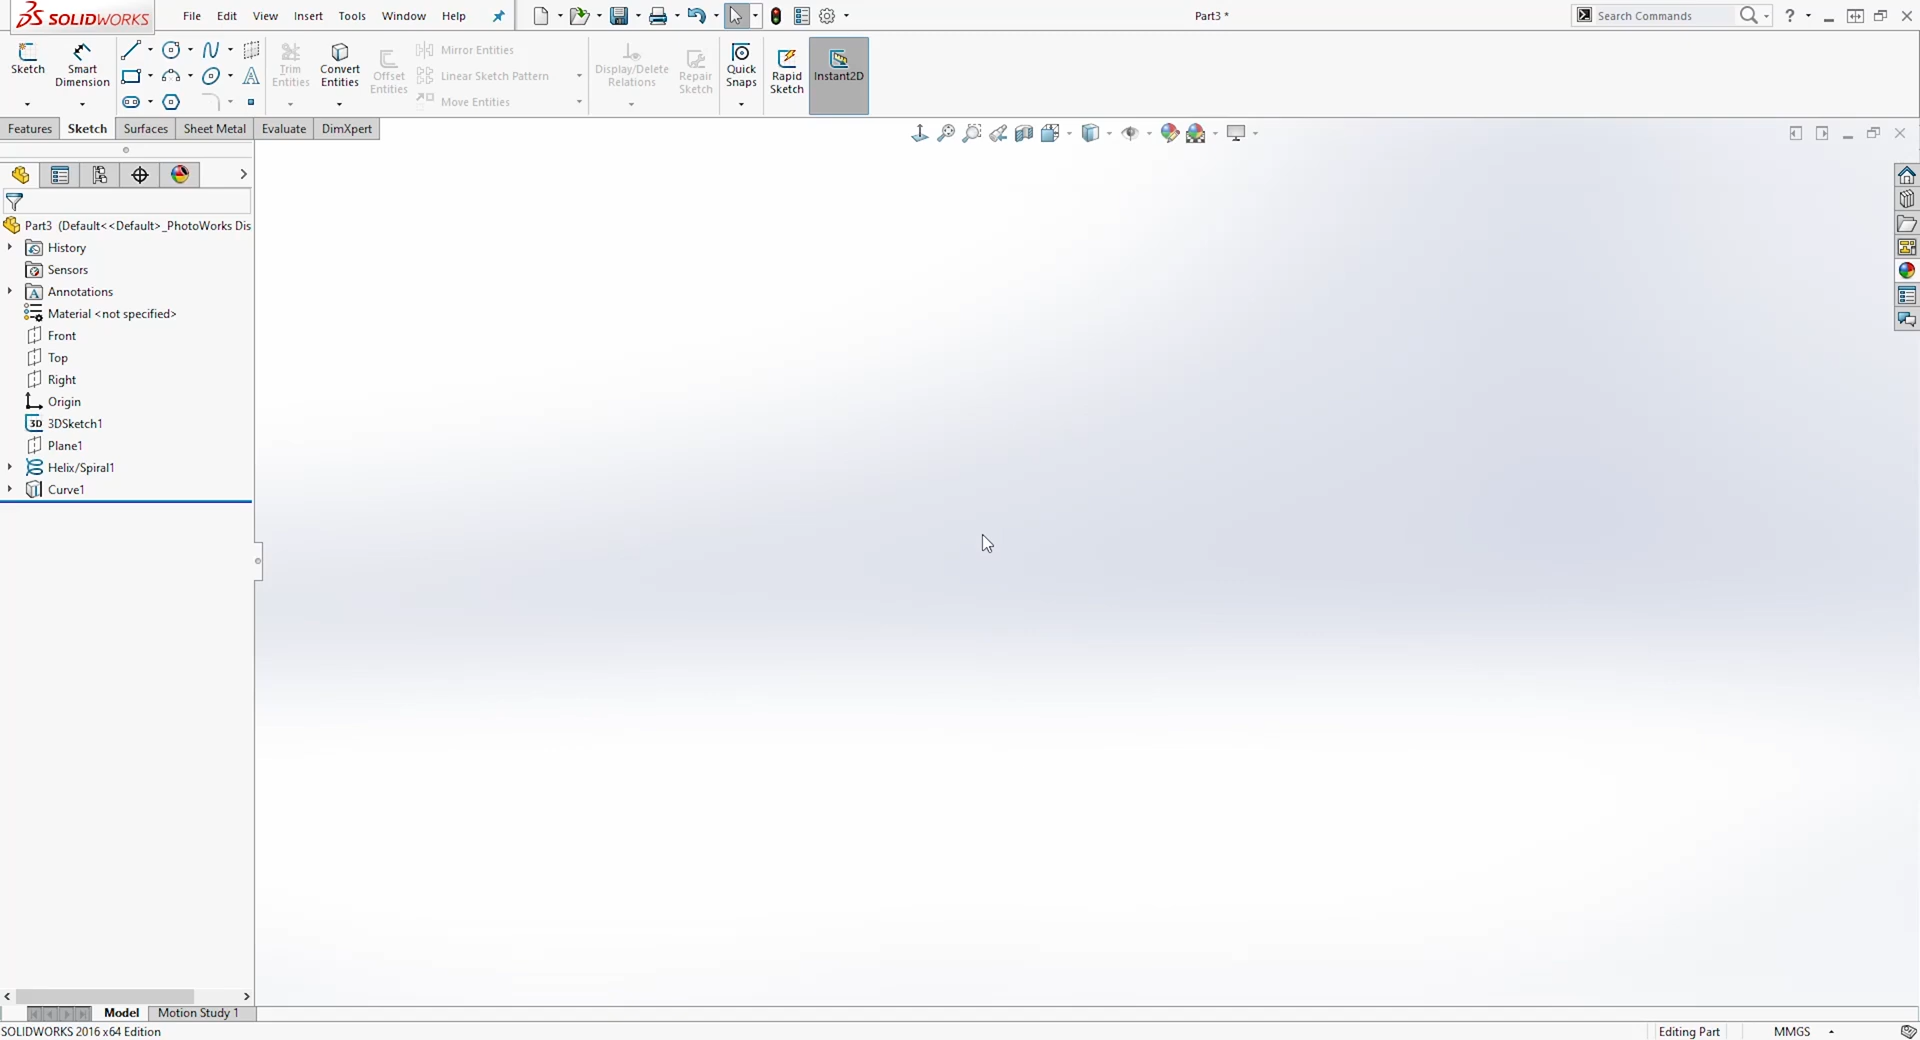 SOLIDWORKS
File Edit View Insert Tools Window Help
Part3 *
Search Commands
?
Sketch
Smart Dimension
Trim Entities
Convert Entities
Offset Entities
Mirror Entities
Linear Sketch Pattern
Move Entities
Display/Delete Relations
Repair Sketch
Quick Snaps
Rapid Sketch
Instant2D
Features Sketch Surfaces Sheet Metal Evaluate DimXpert
Part3 (Default<<Default>_PhotoWorks Dis
History
Sensors
Annotations
Material <not specified>
Front
Top
Right
Origin
3D 3DSketch1
Plane1
Helix/Spiral1
Curve1
Model Motion Study 1
SOLIDWORKS 2016 x64 Edition
Editing Part
MMGS